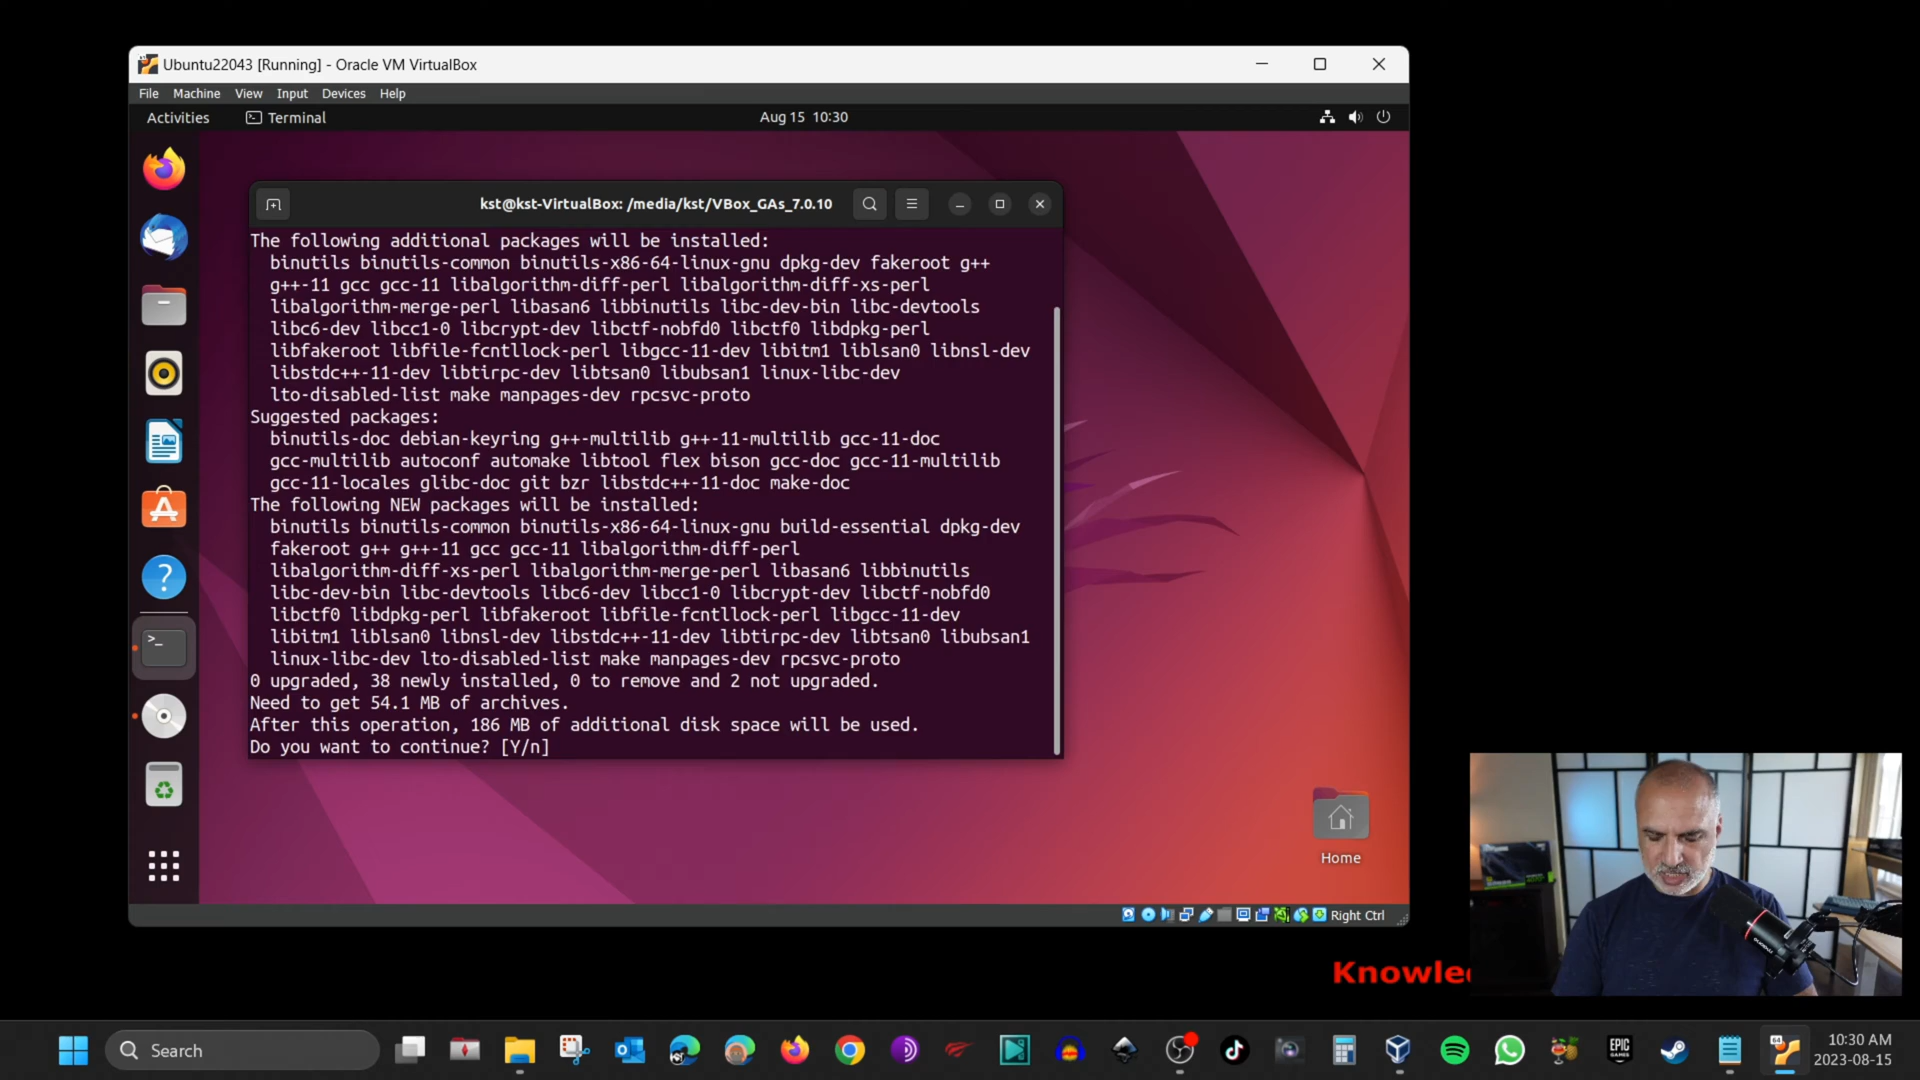 Ubuntu22043 [Running] - Oracle VM VirtualBox
File Machine View Input Devices Help
Activities Terminal Aug 15 10:30
kst@kst-VirtualBox: /media/kst/VBox_GAs_7.0.10
The following additional packages will be installed:
binutils binutils-common binutils-x86-64-linux-gnu dpkg-dev fakeroot g++
g++-11 gcc gcc-11 libalgorithm-diff-perl libalgorithm-diff-xs-perl
libalgorithm-merge-perl libasan6 libbinutils libc-dev-bin libc-devtools
libc6-dev libcc1-0 libcrypt-dev libctf-nobfd0 libctf0 libdpkg-perl
libfakeroot libfile-fcntllock-perl libgcc-11-dev libitm1 liblsan0 libnsl-dev
libstdc++-11-dev libtirpc-dev libtsan0 libubsan1 linux-libc-dev
lto-disabled-list make manpages-dev rpcsvc-proto
Suggested packages:
binutils-doc debian-keyring g++-multilib g++-11-multilib gcc-11-doc
gcc-multilib autoconf automake libtool flex bison gcc-doc gcc-11-multilib
gcc-11-locales glibc-doc git bzr libstdc++-11-doc make-doc
The following NEW packages will be installed:
binutils binutils-common binutils-x86-64-linux-gnu build-essential dpkg-dev
fakeroot g++ g++-11 gcc gcc-11 libalgorithm-diff-perl
libalgorithm-diff-xs-perl libalgorithm-merge-perl libasan6 libbinutils
libc-dev-bin libc-devtools libc6-dev libcc1-0 libcrypt-dev libctf-nobfd0
libctf0 libdpkg-perl libfakeroot libfile-fcntllock-perl libgcc-11-dev
libitm1 liblsan0 libnsl-dev libstdc++-11-dev libtirpc-dev libtsan0 libubsan1
linux-libc-dev lto-disabled-list make manpages-dev rpcsvc-proto
0 upgraded, 38 newly installed, 0 to remove and 2 not upgraded.
Need to get 54.1 MB of archives.
After this operation, 186 MB of additional disk space will be used.
Do you want to continue? [Y/n]
Home
Right Ctrl
Search
EPIC GAMES
10:30 AM
2023-08-15